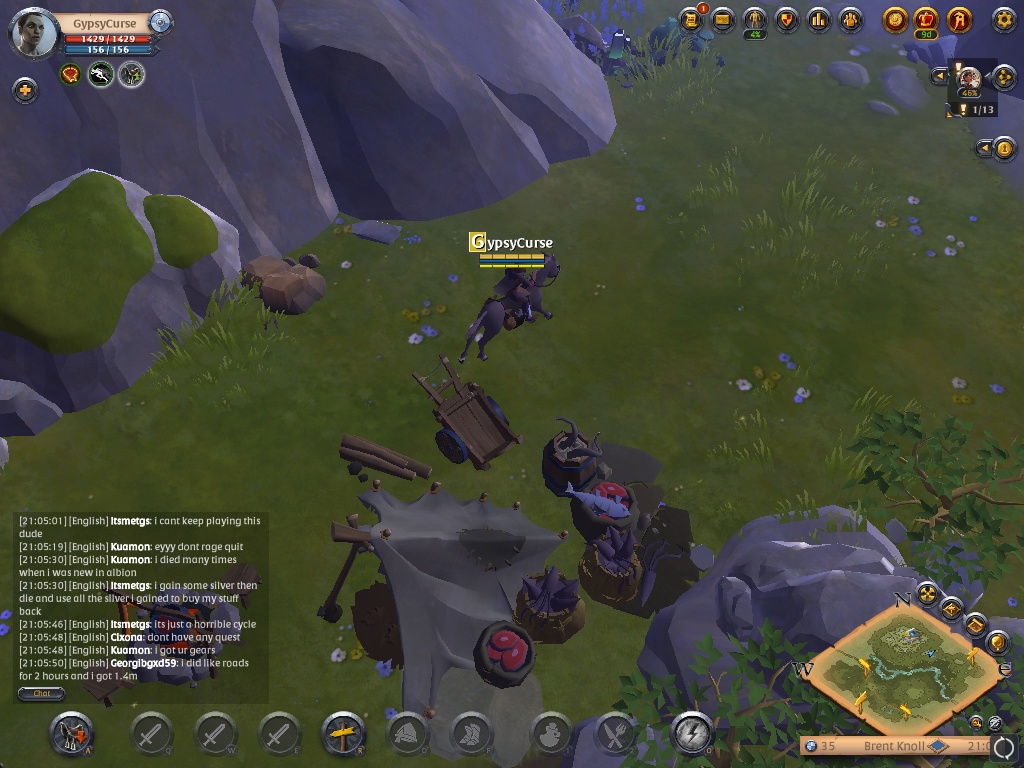 GypsyCurse
1429/1429
156/156
1
4%
9d
46%
1/13
1
GypsyCurse
[21:05:01] [English] Itsmetgs: i cant keep playing this
dude
[21:05:19] [English] Kuamon: eyyy dont rage quit
[21:05:30] [English] Kuamon: i died many times
when i was new in albion
[21:05:30] [English] Itsmetgs: i gain some silver then
die and use all the silver i gained to buy my stuff
back
[21:05:46] [English] Itsmetgs: its just a horrible cycle
[21:05:48] [English] Cixona: dont have any quest
[21:05:48] [English] Kuamon: i got ur gears
[21:05:50] [English] Georgibgxd59: i did like roads
for 2 hours and i got 1.4m
Chat
N
W
E
A
Q
W
E
R
D
F
O
35 Brent Knoll